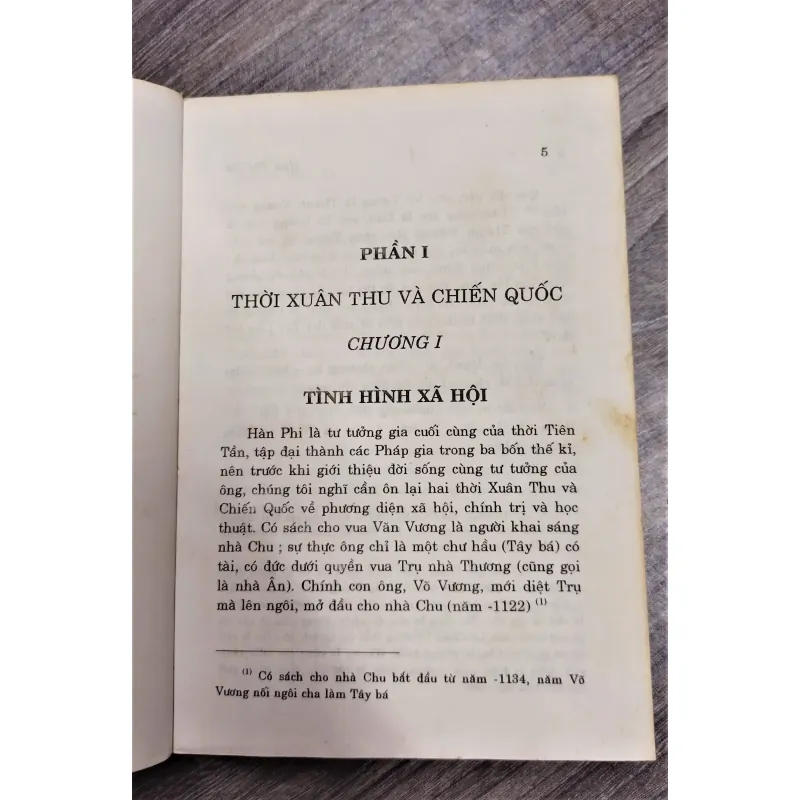 5
PHẦN I
THỜI XUÂN THU VÀ CHIẾN QUỐC
CHƯƠNG I
TÌNH HÌNH XÃ HỘI
Hàn Phi là tư tưởng gia cuối cùng của thời Tiên
Tần, tập đại thành các Pháp gia trong ba bốn thế kỉ,
nên trước khi giới thiệu đời sống cùng tư tưởng của
ông, chúng tôi nghĩ cần ôn lại hai thời Xuân Thu và
Chiến Quốc về phương diện xã hội, chính trị và học
thuật. Có sách cho vua Văn Vương là người khai sáng
nhà Chu ; sự thực ông chỉ là một chư hầu (Tây bá) có
tài, có đức dưới quyền vua Trụ nhà Thương (cũng gọi
là nhà Ân). Chính con ông, Võ Vương, mới diệt Trụ
mà lên ngôi, mở đầu cho nhà Chu (năm -1122) (1)
(1) Có sách cho nhà Chu bắt đầu từ năm -1134, năm Võ
Vương nối ngôi cha làm Tây bá